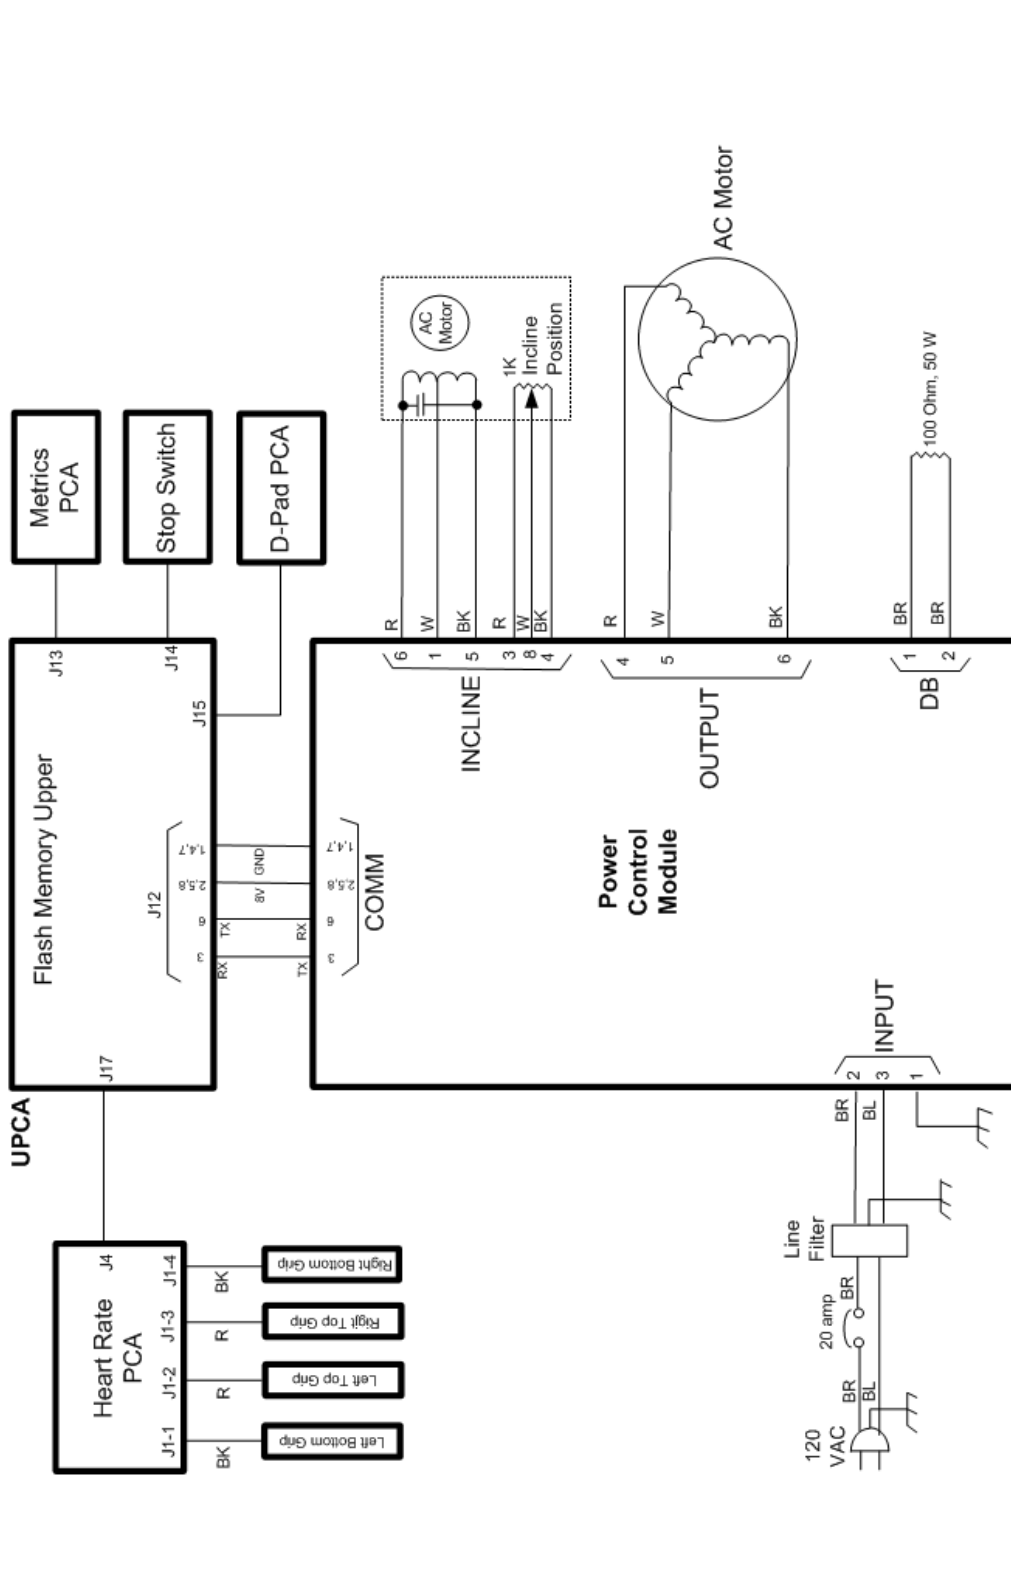 UPCA
Flash Memory Upper
J17
J13
J14
J15
J12
3
6
2,5,8
1,4,7
RX
TX
8V
GND
TX
RX
3
6
2,5,8
1,4,7
COMM
Metrics
PCA
Stop Switch
D-Pad PCA
Heart Rate
PCA
J4
J1-1
J1-2
J1-3
J1-4
BK
R
R
BK
Left Bottom Grip
Left Top Grip
Rigjt Top Grip
Right Bottom Grip
Power
Control
Module
INCLINE
6
1
5
3
8
4
R
W
BK
R
W
BK
AC
Motor
1K
Incline
Position
OUTPUT
4
5
6
R
W
BK
AC Motor
DB
1
2
BR
BR
100 Ohm, 50 W
INPUT
2
3
1
BR
BL
Line
Filter
BR
20 amp
BR
BL
120
VAC